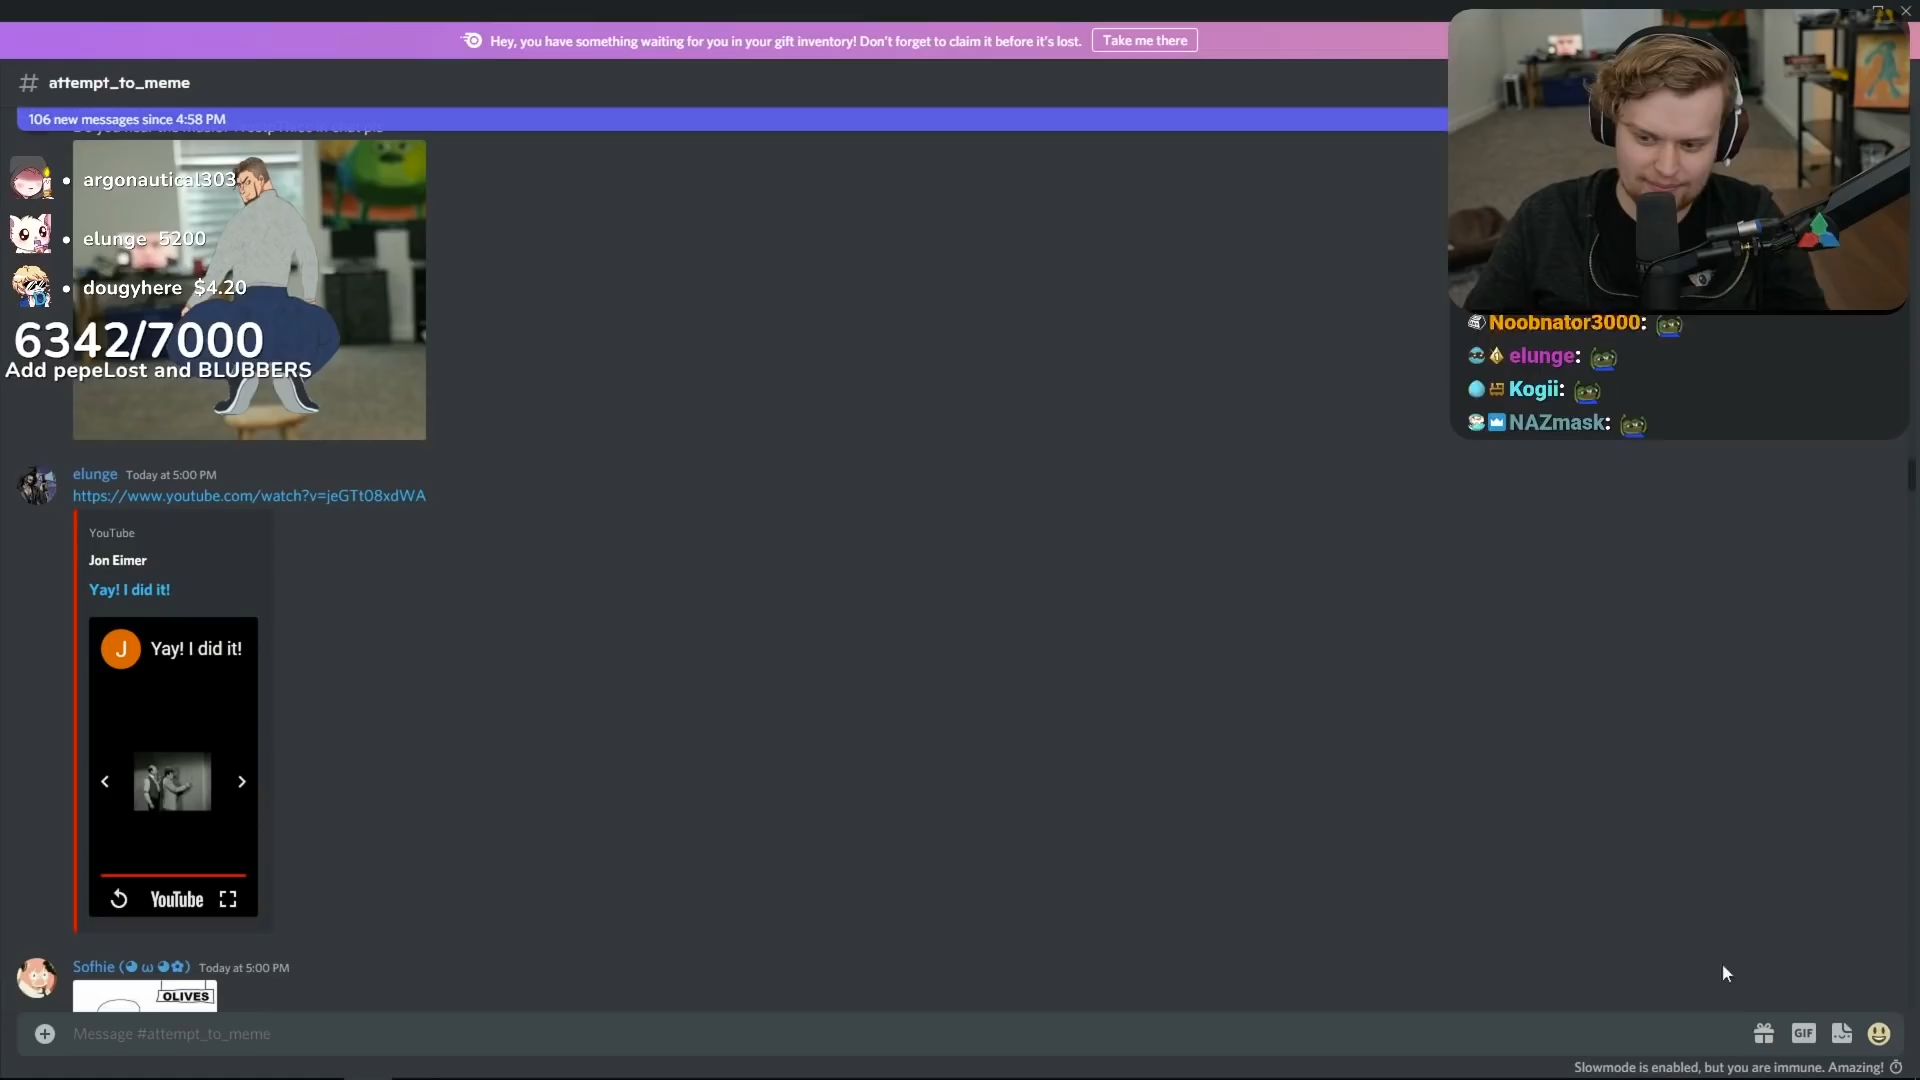 Hey, you have something waiting for you in your gift inventory! Don't forget to claim it before it's lost.
Take me there
# attempt_to_meme
106 new messages since 4:58 PM
argonautical303
elunge 5200
dougyhere $4.20
6342/7000
Add pepeLost and BLUBBERS
Noobnator3000:
elunge:
Kogii:
NAZmask:
elunge Today at 5:00 PM
https://www.youtube.com/watch?v=jeGTt08xdWA
YouTube
Jon Eimer
Yay! I did it!
J Yay! I did it!
YouTube
Sofhie (◕ ω ◕✿) Today at 5:00 PM
OLIVES
Message #attempt_to_meme
GIF
Slowmode is enabled, but you are immune. Amazing!